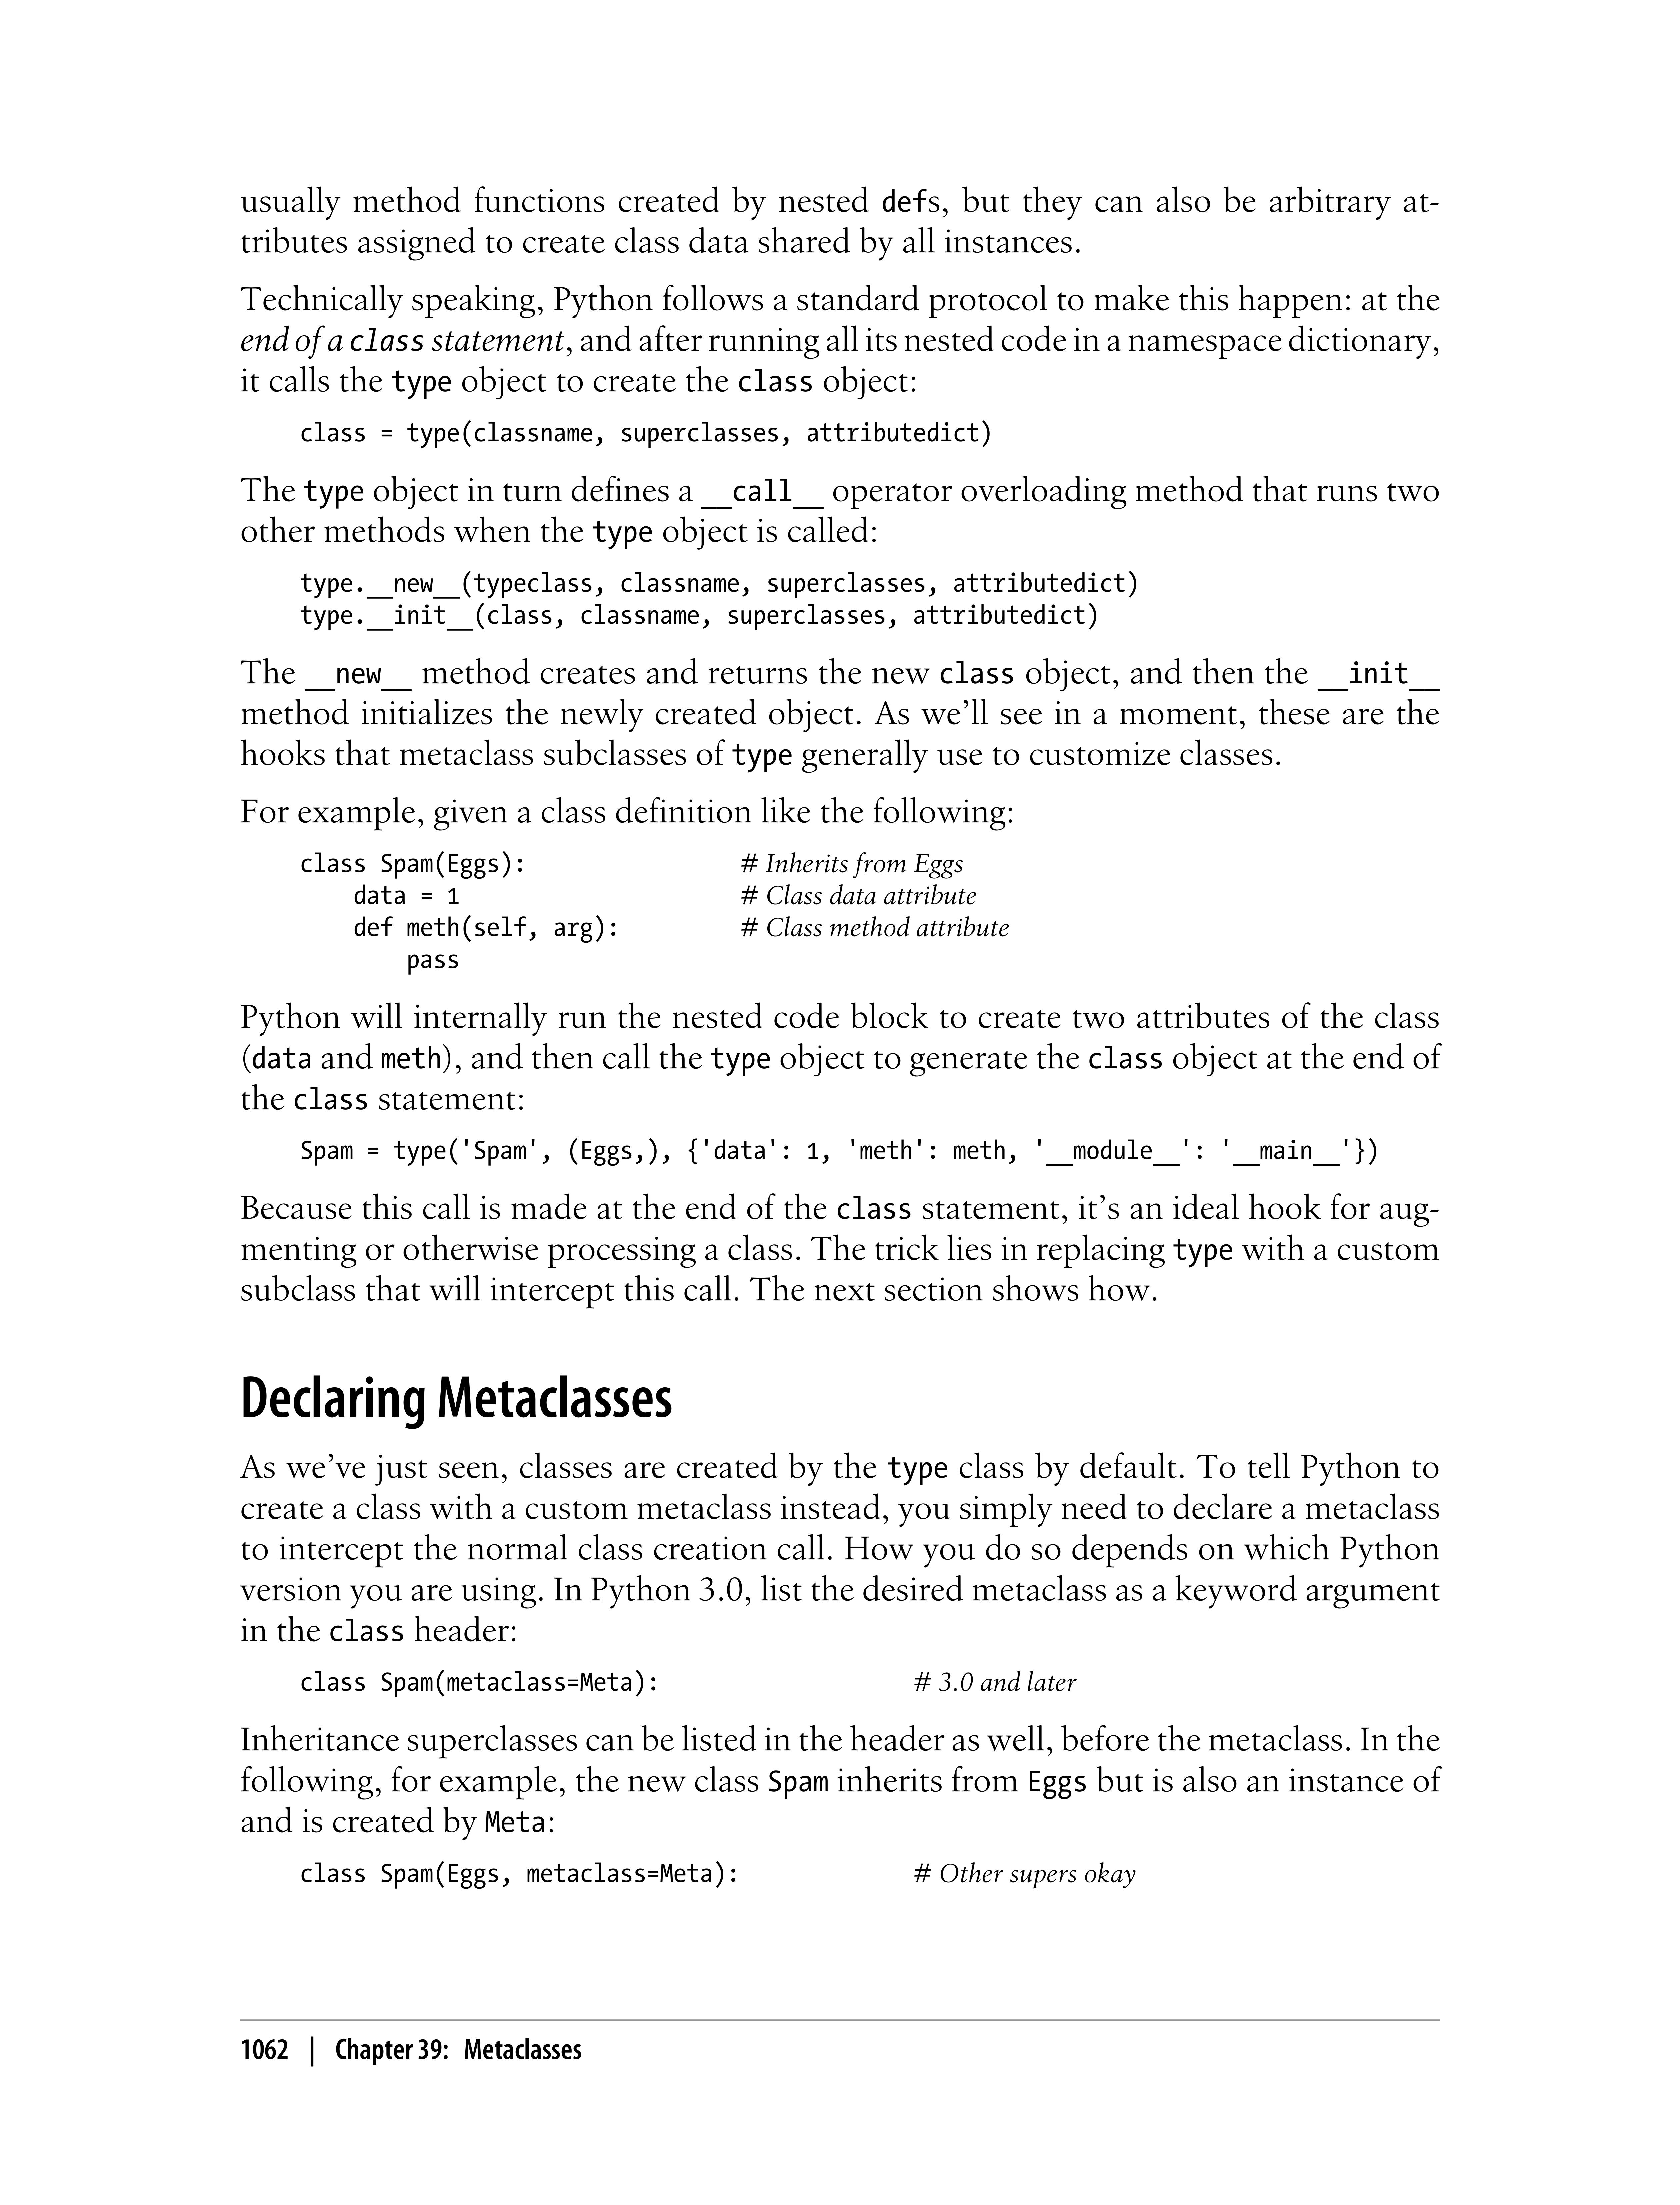 usually method functions created by nested defs, but they can also be arbitrary at-
tributes assigned to create class data shared by all instances.
Technically speaking, Python follows a standard protocol to make this happen: at the
end of a class statement, and after running all its nested code in a namespace dictionary,
it calls the type object to create the class object:
class = type(classname, superclasses, attributedict)
The type object in turn defines a __call__ operator overloading method that runs two
other methods when the type object is called:
type.__new__(typeclass, classname, superclasses, attributedict)
type.__init__(class, classname, superclasses, attributedict)
The __new__ method creates and returns the new class object, and then the __init__
method initializes the newly created object. As we’ll see in a moment, these are the
hooks that metaclass subclasses of type generally use to customize classes.
For example, given a class definition like the following:
class Spam(Eggs): # Inherits from Eggs
data = 1 # Class data attribute
def meth(self, arg): # Class method attribute
pass
Python will internally run the nested code block to create two attributes of the class
(data and meth), and then call the type object to generate the class object at the end of
the class statement:
Spam = type('Spam', (Eggs,), {'data': 1, 'meth': meth, '__module__': '__main__'})
Because this call is made at the end of the class statement, it’s an ideal hook for aug-
menting or otherwise processing a class. The trick lies in replacing type with a custom
subclass that will intercept this call. The next section shows how.
Declaring Metaclasses
As we’ve just seen, classes are created by the type class by default. To tell Python to
create a class with a custom metaclass instead, you simply need to declare a metaclass
to intercept the normal class creation call. How you do so depends on which Python
version you are using. In Python 3.0, list the desired metaclass as a keyword argument
in the class header:
class Spam(metaclass=Meta): # 3.0 and later
Inheritance superclasses can be listed in the header as well, before the metaclass. In the
following, for example, the new class Spam inherits from Eggs but is also an instance of
and is created by Meta:
class Spam(Eggs, metaclass=Meta): # Other supers okay
1062 | Chapter 39: Metaclasses